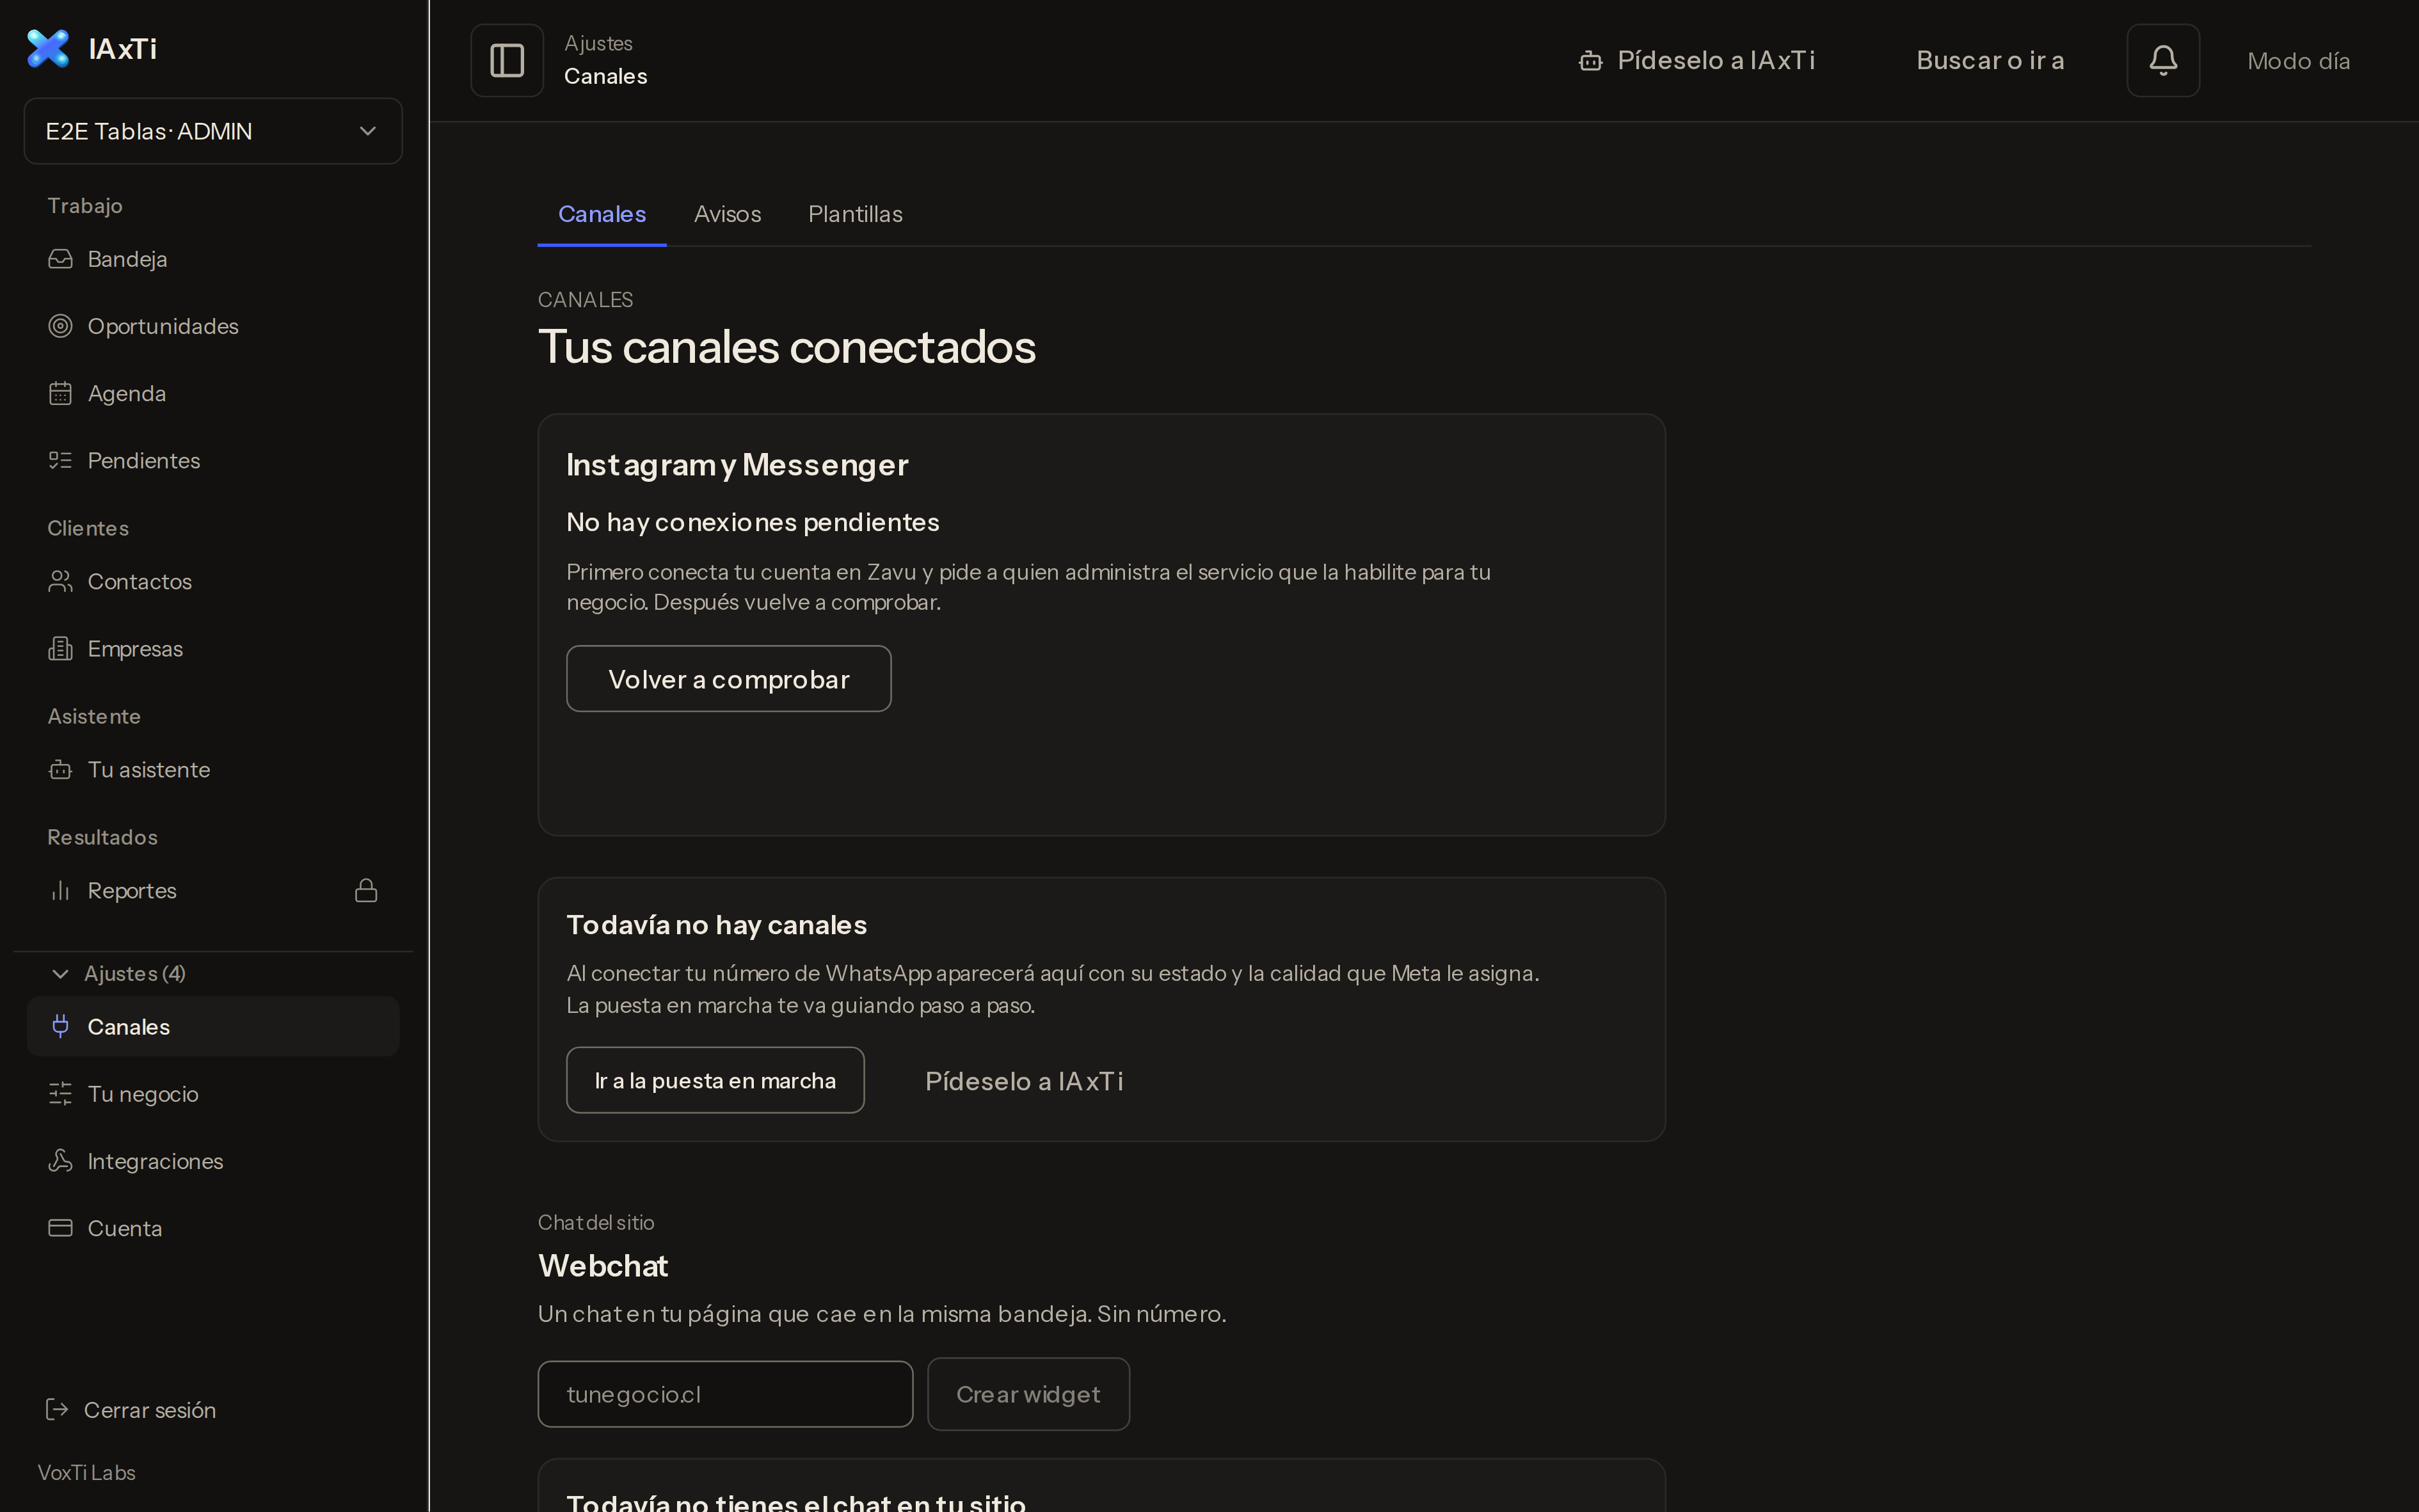 IAxTi
E2E Tablas · ADMIN
Trabajo
Bandeja
Oportunidades
Agenda
Pendientes
Clientes
Contactos
Empresas
Asistente
Tu asistente
Resultados
Reportes
Ajustes (4)
Canales
Tu negocio
Integraciones
Cuenta
Cerrar sesión
VoxTi Labs
Ajustes
Canales
Pídeselo a IAxTi
Buscar o ir a
Modo día
Canales
Avisos
Plantillas
CANALES
Tus canales conectados
Instagram y Messenger
No hay conexiones pendientes
Primero conecta tu cuenta en Zavu y pide a quien administra el servicio que la habilite para tu
negocio. Después vuelve a comprobar.
Volver a comprobar
Todavía no hay canales
Al conectar tu número de WhatsApp aparecerá aquí con su estado y la calidad que Meta le asigna.
La puesta en marcha te va guiando paso a paso.
Ir a la puesta en marcha
Pídeselo a IAxTi
Chat del sitio
Webchat
Un chat en tu página que cae en la misma bandeja. Sin número.
tunegocio.cl
Crear widget
Todavía no tienes el chat en tu sitio